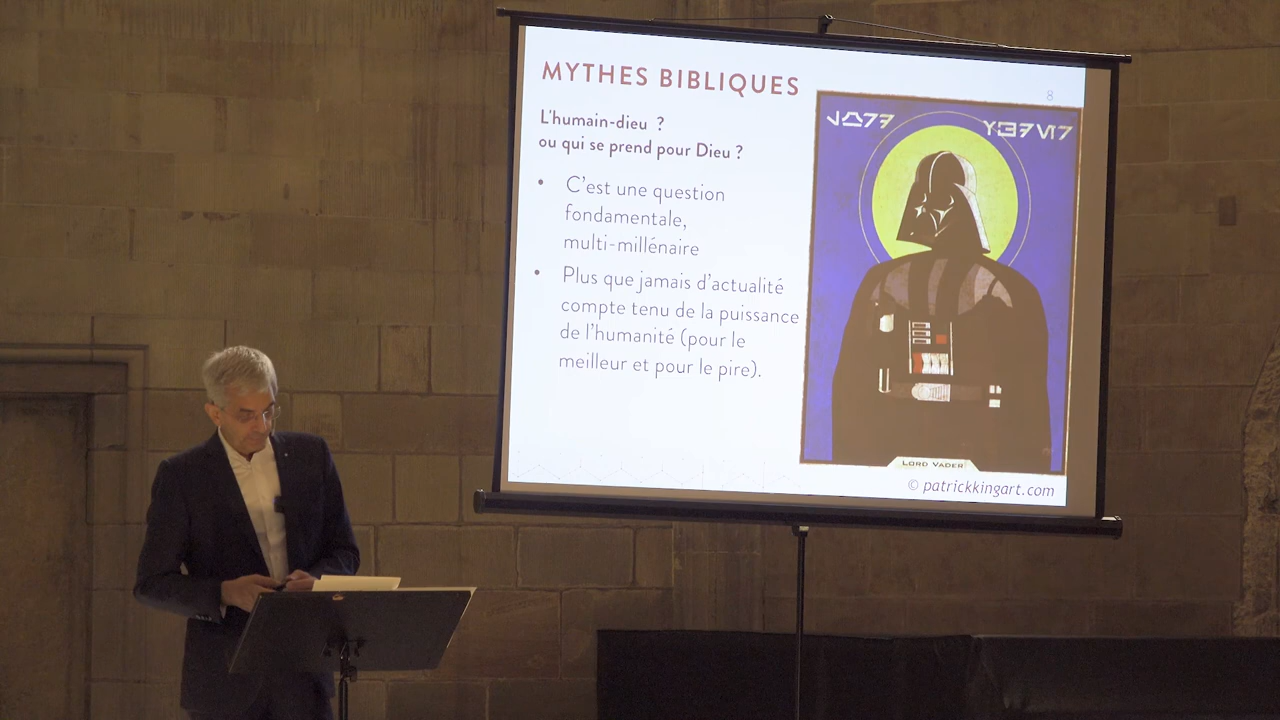 MYTHES BIBLIQUES
8
L'humain-dieu ?
ou qui se prend pour Dieu ?
• C'est une question
fondamentale,
multi-millénaire
• Plus que jamais d'actualité
compte tenu de la puissance
de l'humanité (pour le
meilleur et pour le pire).
LORD VADER
© patrickkingart.com